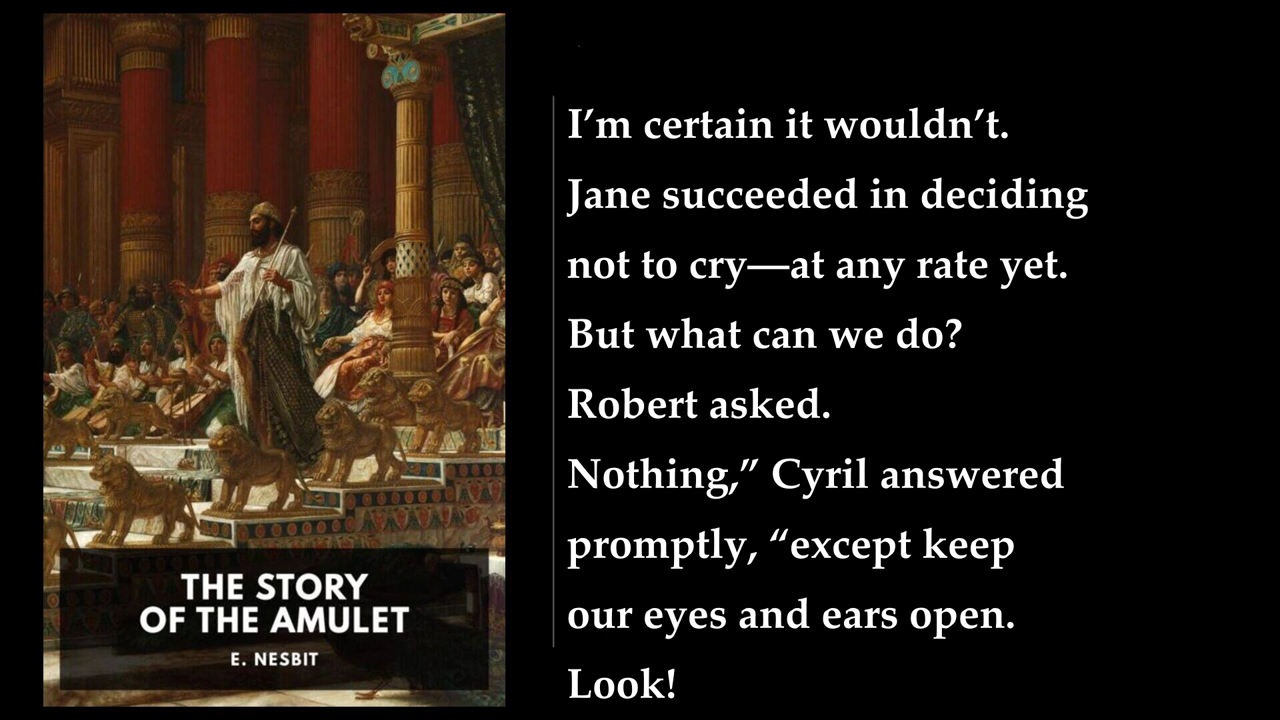 THE STORY
OF THE AMULET
E. NESBIT
I’m certain it wouldn’t.
Jane succeeded in deciding
not to cry—at any rate yet.
But what can we do?
Robert asked.
Nothing,” Cyril answered
promptly, “except keep
our eyes and ears open.
Look!